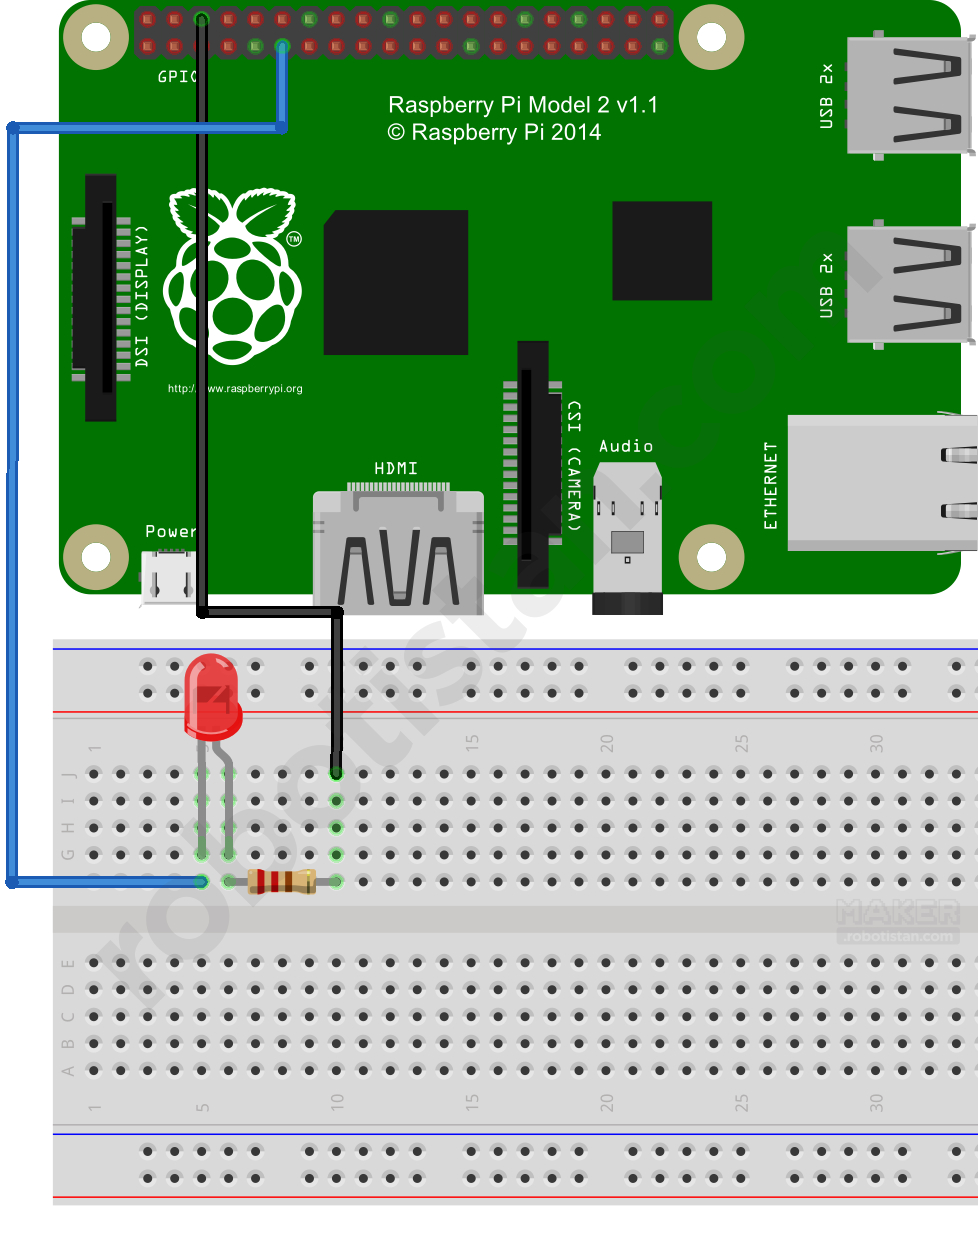 GPIO
Raspberry Pi Model 2 v1.1
© Raspberry Pi 2014
USB 2x
DSI (DISPLAY)
TM
USB 2x
http://www.raspberrypi.org
CSI (CAMERA)
Audio
HDMI
ETHERNET
Power
robotistan.com
1 5 15 20 25 30
J
I
H
G
MAKER
.robotistan.com
E
D
C
B
A
1 5 10 15 20 25 30